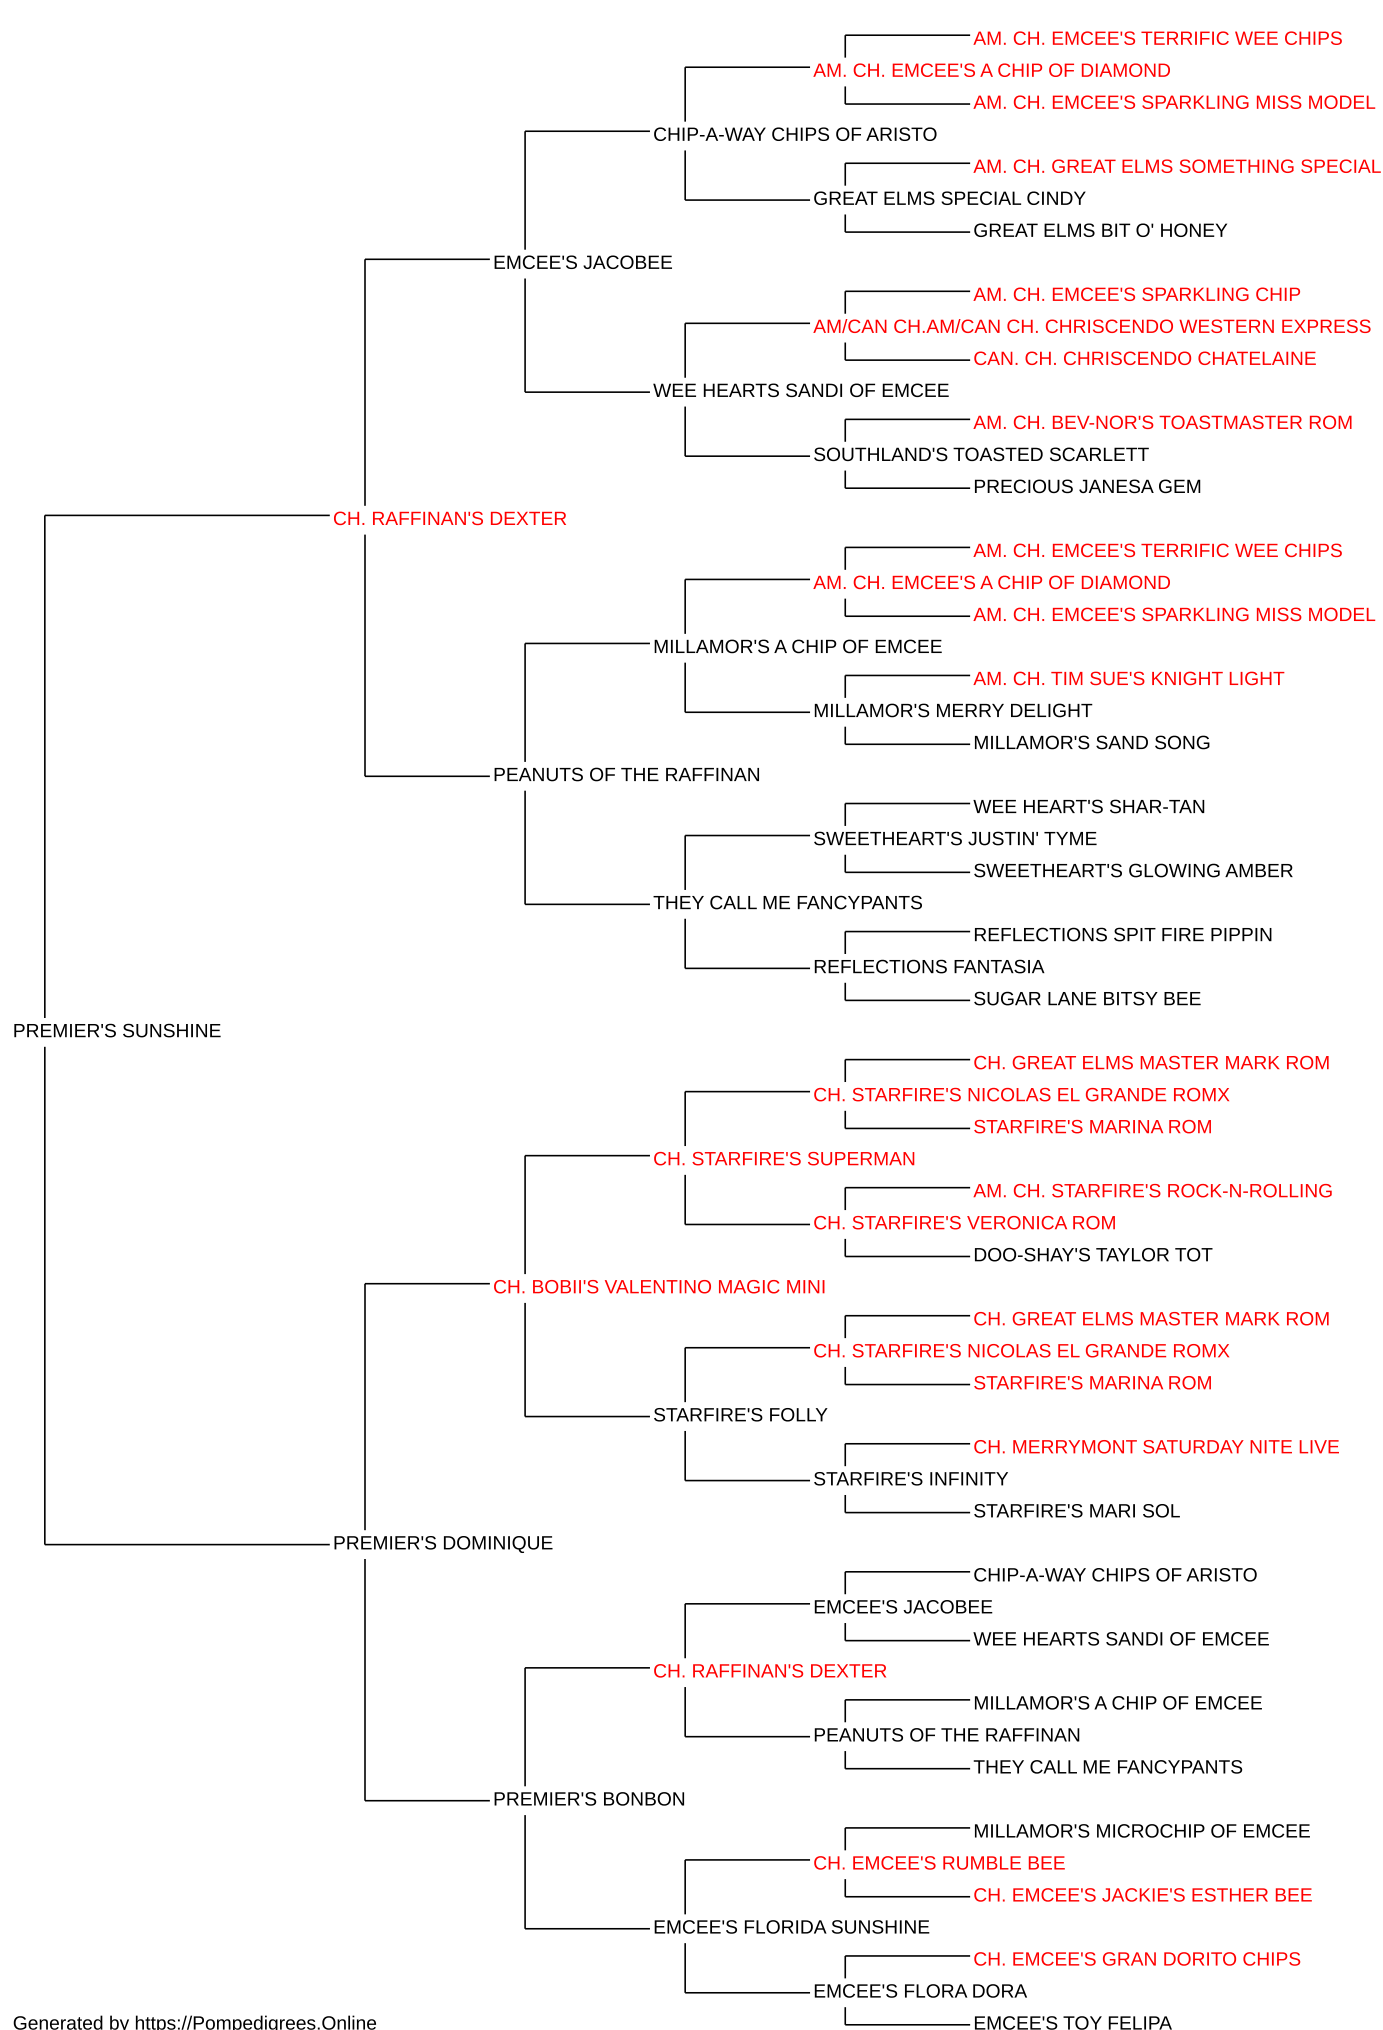 AM. CH. EMCEE'S TERRIFIC WEE CHIPS
AM. CH. EMCEE'S A CHIP OF DIAMOND
AM. CH. EMCEE'S SPARKLING MISS MODEL
CHIP-A-WAY CHIPS OF ARISTO
AM. CH. GREAT ELMS SOMETHING SPECIAL
GREAT ELMS SPECIAL CINDY
GREAT ELMS BIT O' HONEY
EMCEE'S JACOBEE
AM. CH. EMCEE'S SPARKLING CHIP
AM/CAN CH.AM/CAN CH. CHRISCENDO WESTERN EXPRESS
CAN. CH. CHRISCENDO CHATELAINE
WEE HEARTS SANDI OF EMCEE
AM. CH. BEV-NOR'S TOASTMASTER ROM
SOUTHLAND'S TOASTED SCARLETT
PRECIOUS JANESA GEM
CH. RAFFINAN'S DEXTER
AM. CH. EMCEE'S TERRIFIC WEE CHIPS
AM. CH. EMCEE'S A CHIP OF DIAMOND
AM. CH. EMCEE'S SPARKLING MISS MODEL
MILLAMOR'S A CHIP OF EMCEE
AM. CH. TIM SUE'S KNIGHT LIGHT
MILLAMOR'S MERRY DELIGHT
MILLAMOR'S SAND SONG
PEANUTS OF THE RAFFINAN
WEE HEART'S SHAR-TAN
SWEETHEART'S JUSTIN' TYME
SWEETHEART'S GLOWING AMBER
THEY CALL ME FANCYPANTS
REFLECTIONS SPIT FIRE PIPPIN
REFLECTIONS FANTASIA
SUGAR LANE BITSY BEE
PREMIER'S SUNSHINE
CH. GREAT ELMS MASTER MARK ROM
CH. STARFIRE'S NICOLAS EL GRANDE ROMX
STARFIRE'S MARINA ROM
CH. STARFIRE'S SUPERMAN
AM. CH. STARFIRE'S ROCK-N-ROLLING
CH. STARFIRE'S VERONICA ROM
DOO-SHAY'S TAYLOR TOT
CH. BOBII'S VALENTINO MAGIC MINI
CH. GREAT ELMS MASTER MARK ROM
CH. STARFIRE'S NICOLAS EL GRANDE ROMX
STARFIRE'S MARINA ROM
STARFIRE'S FOLLY
CH. MERRYMONT SATURDAY NITE LIVE
STARFIRE'S INFINITY
STARFIRE'S MARI SOL
PREMIER'S DOMINIQUE
CHIP-A-WAY CHIPS OF ARISTO
EMCEE'S JACOBEE
WEE HEARTS SANDI OF EMCEE
CH. RAFFINAN'S DEXTER
MILLAMOR'S A CHIP OF EMCEE
PEANUTS OF THE RAFFINAN
THEY CALL ME FANCYPANTS
PREMIER'S BONBON
MILLAMOR'S MICROCHIP OF EMCEE
CH. EMCEE'S RUMBLE BEE
CH. EMCEE'S JACKIE'S ESTHER BEE
EMCEE'S FLORIDA SUNSHINE
CH. EMCEE'S GRAN DORITO CHIPS
EMCEE'S FLORA DORA
EMCEE'S TOY FELIPA
Generated by https://Pompedigrees.Online